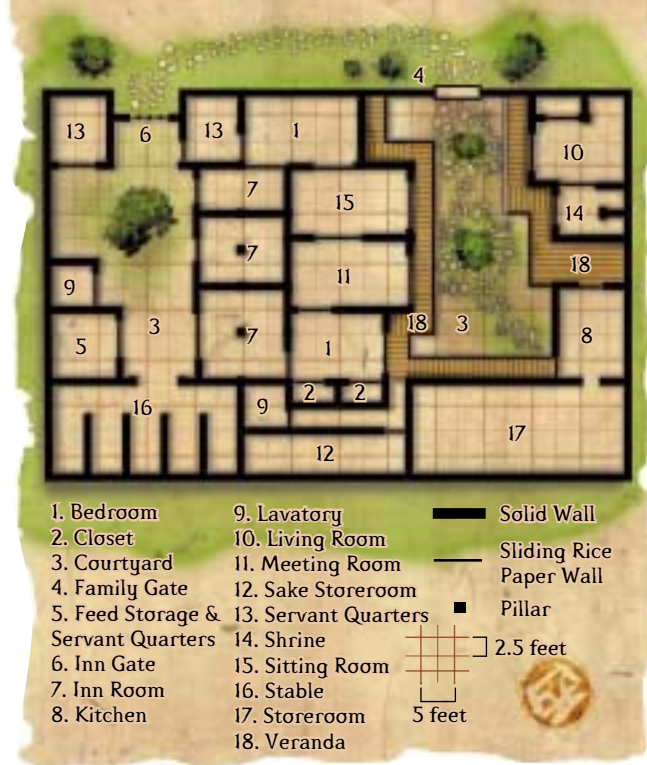 4
13
6
13
1
10
7
15
14
7
11
18
9
3
7
18
3
8
5
1
2
2
16
9
17
12
1. Bedroom
2. Closet
3. Courtyard
4. Family Gate
5. Feed Storage &
Servant Quarters
6. Inn Gate
7. Inn Room
8. Kitchen
9. Lavatory
10. Living Room
11. Meeting Room
12. Sake Storeroom
13. Servant Quarters
14. Shrine
15. Sitting Room
16. Stable
17. Storeroom
18. Veranda
Solid Wall
Sliding Rice
Paper Wall
Pillar
2.5 feet
5 feet